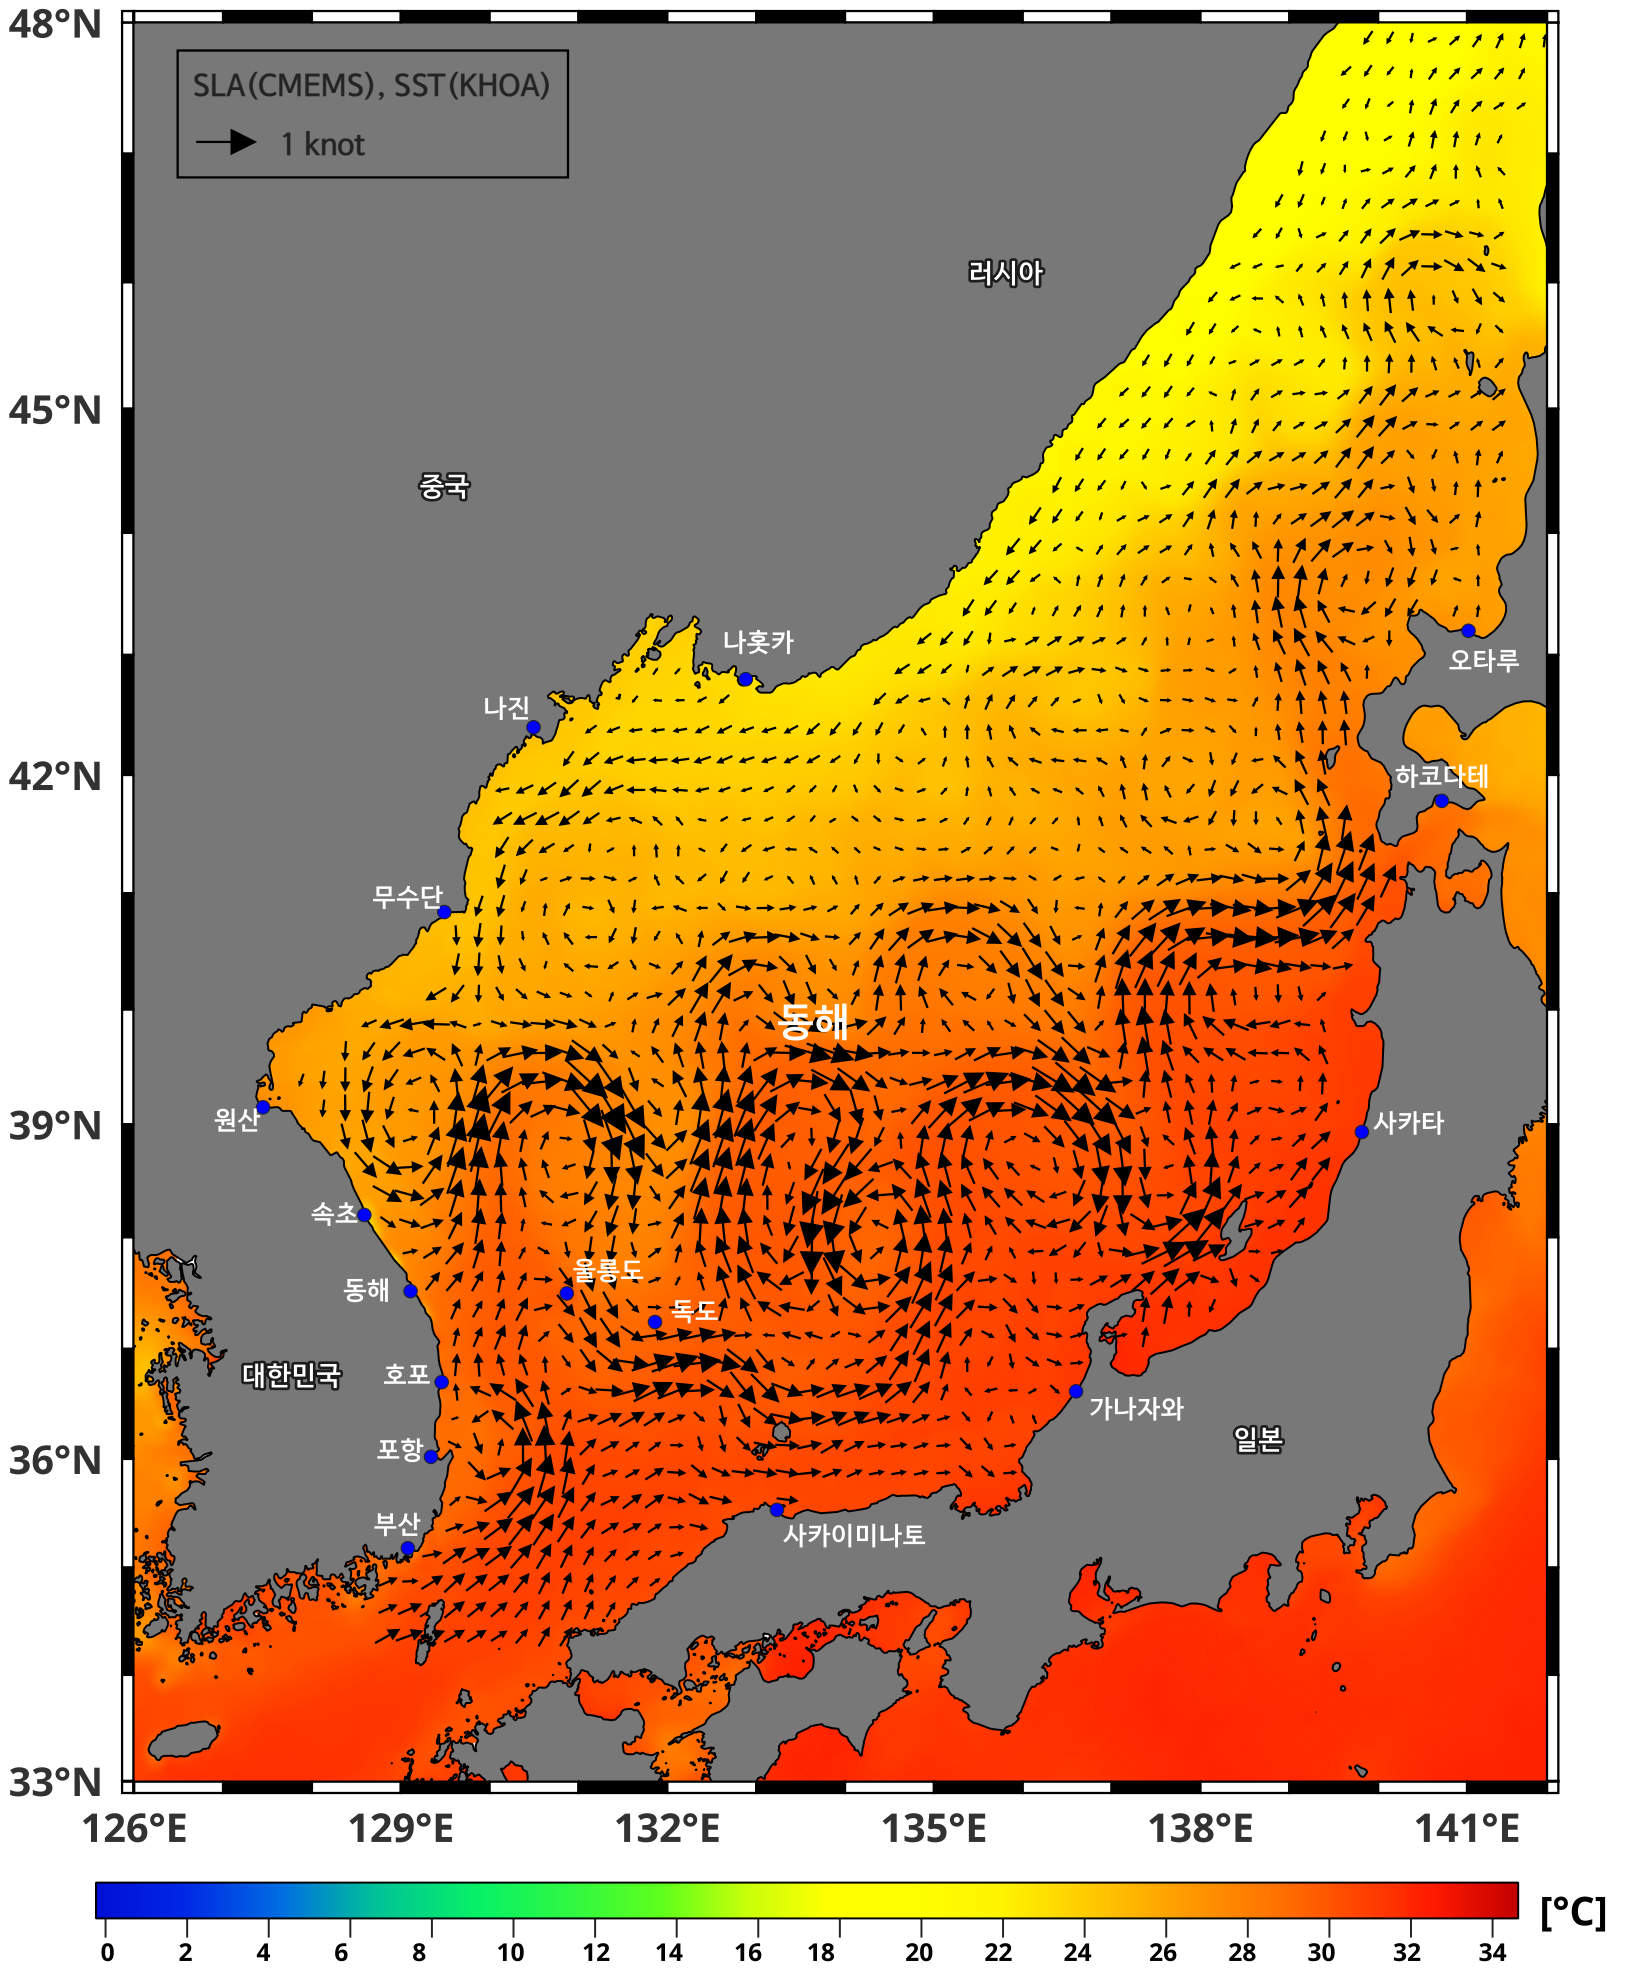 48°N
SLA(CMEMS), SST(KHOA)
1 knot
러시아
45°N
중국
나홋카
오타루
나진
42°N
하코다테
무수단
동해
39°N
원산
사카타
속초
울릉도
동해
독도
대한민국
호포
가나자와
36°N
포항
일본
부산
사카이미나토
33°N
126°E 129°E 132°E 135°E 138°E 141°E
[°C]
0 2 4 6 8 10 12 14 16 18 20 22 24 26 28 30 32 34